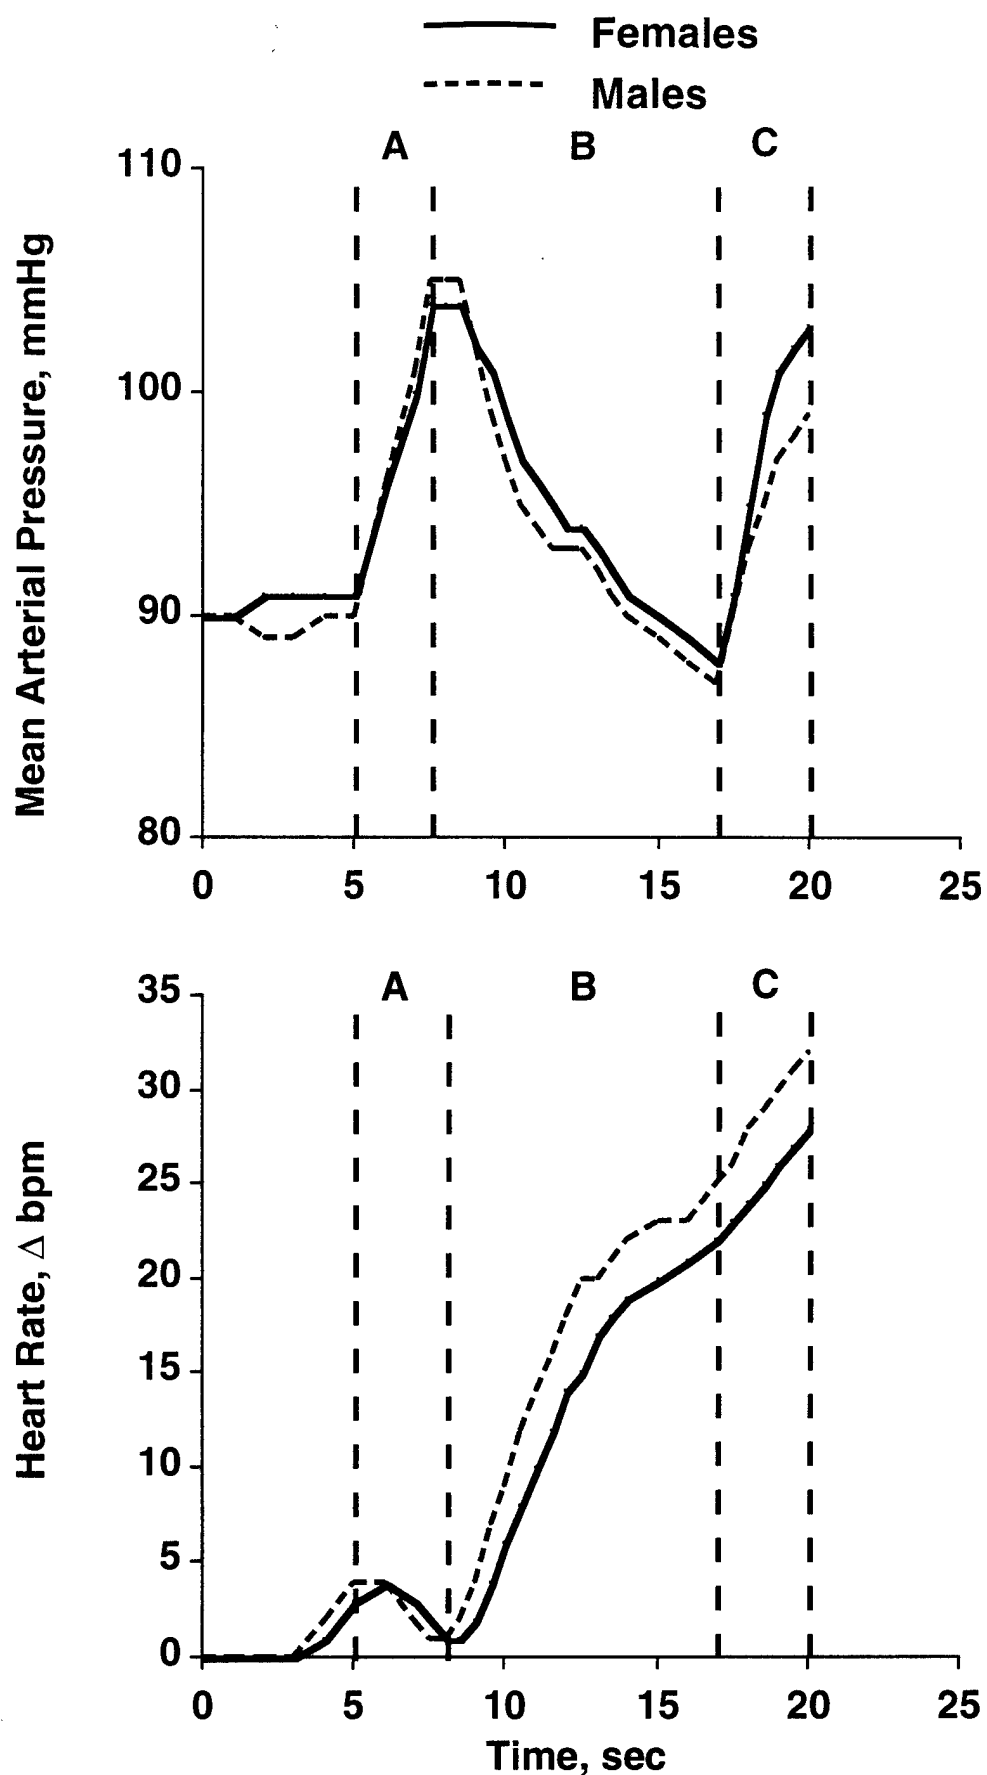 Females
Males
A B C
110
100
90
80
Mean Arterial Pressure, mmHg
0 5 10 15 20 25
A B C
35
30
25
20
15
10
5
0
Heart Rate, Δ bpm
0 5 10 15 20 25
Time, sec